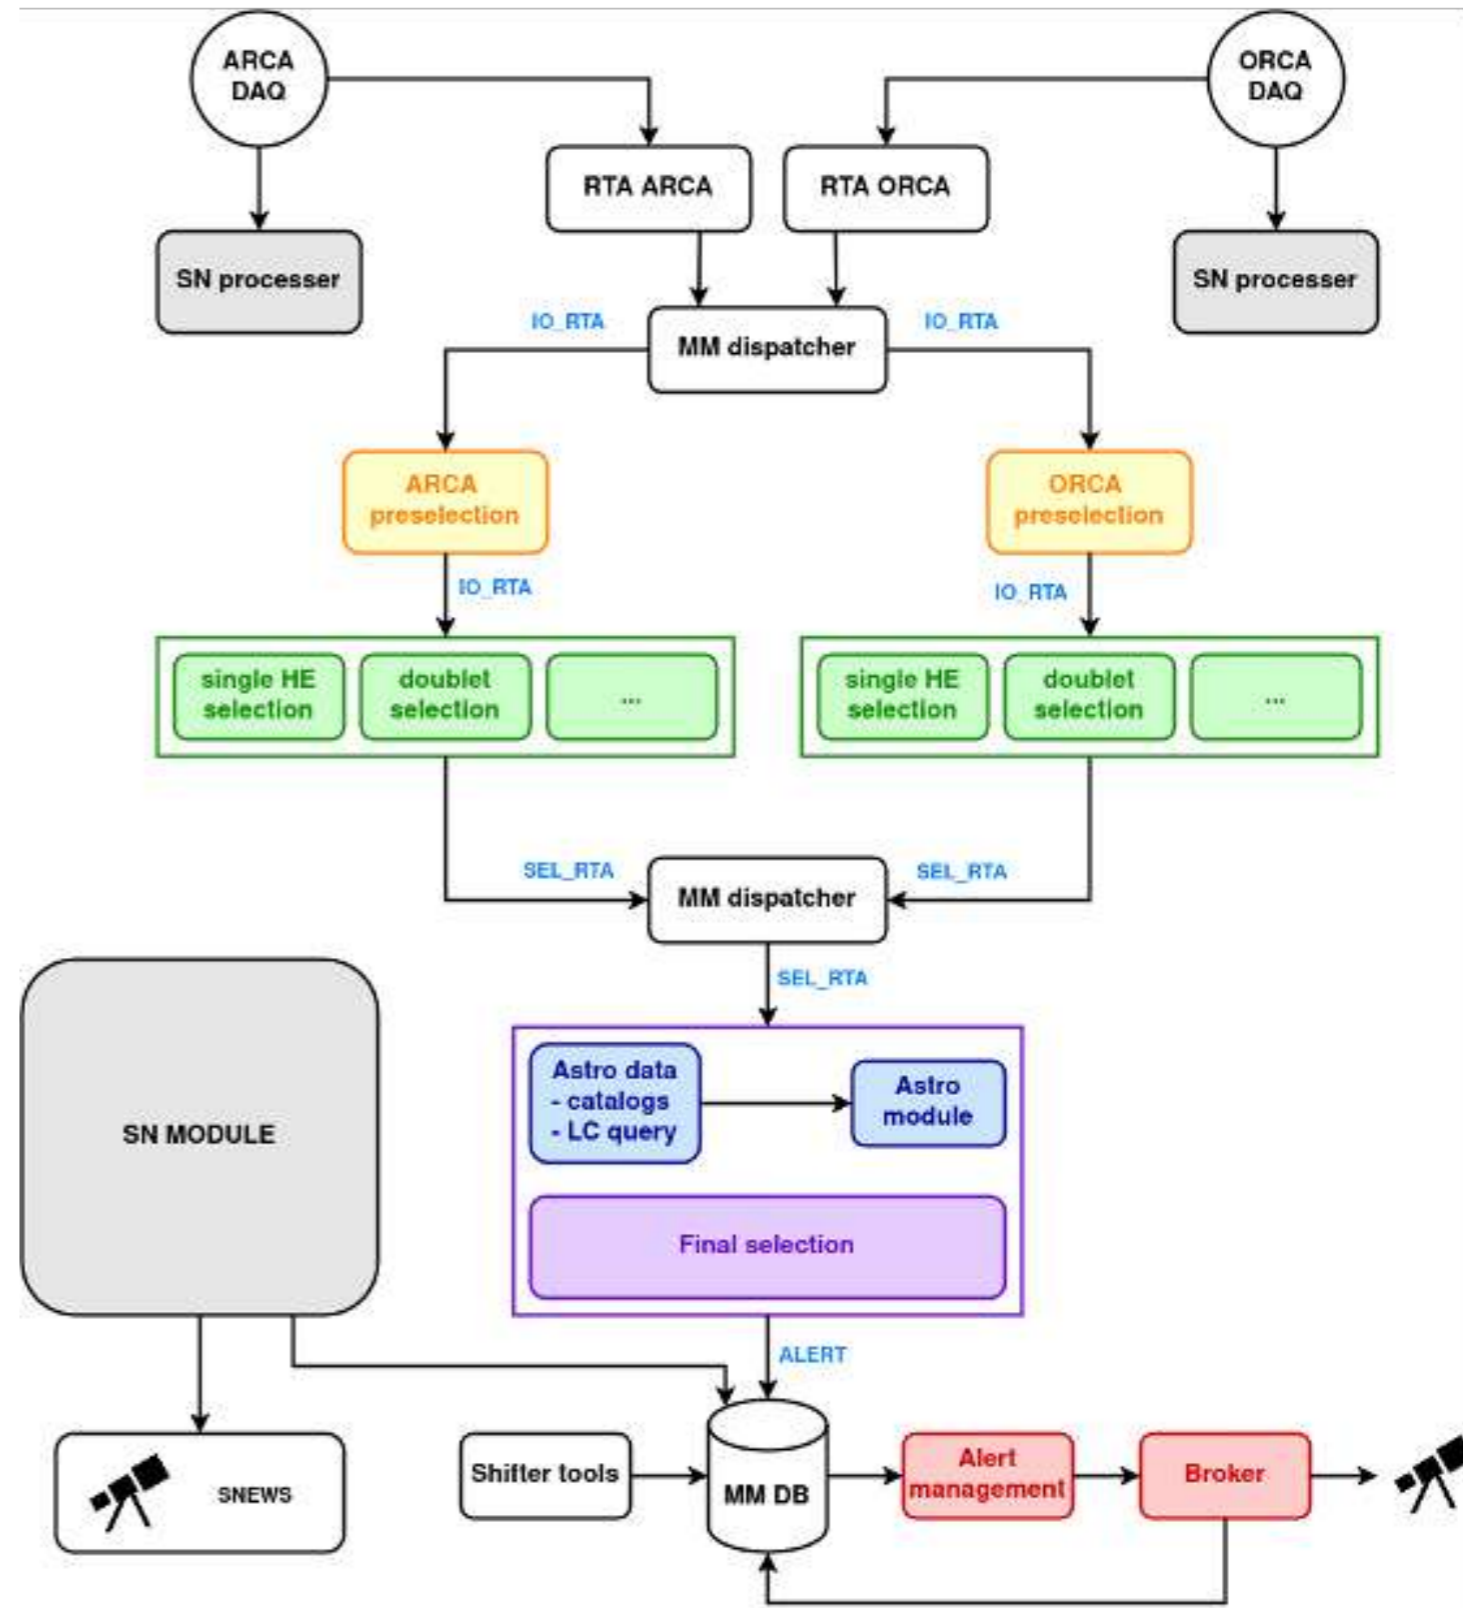 ARCA
DAQ
ORCA
DAQ
RTA ARCA
RTA ORCA
SN processer
SN processer
IO_RTA
MM dispatcher
IO_RTA
ARCA
preselection
ORCA
preselection
IO_RTA
IO_RTA
single HE
selection
doublet
selection
...
single HE
selection
doublet
selection
...
SEL_RTA
MM dispatcher
SEL_RTA
SEL_RTA
SN MODULE
Astro data
- catalogs
- LC query
Astro
module
Final selection
ALERT
SNEWS
Shifter tools
MM DB
Alert
management
Broker